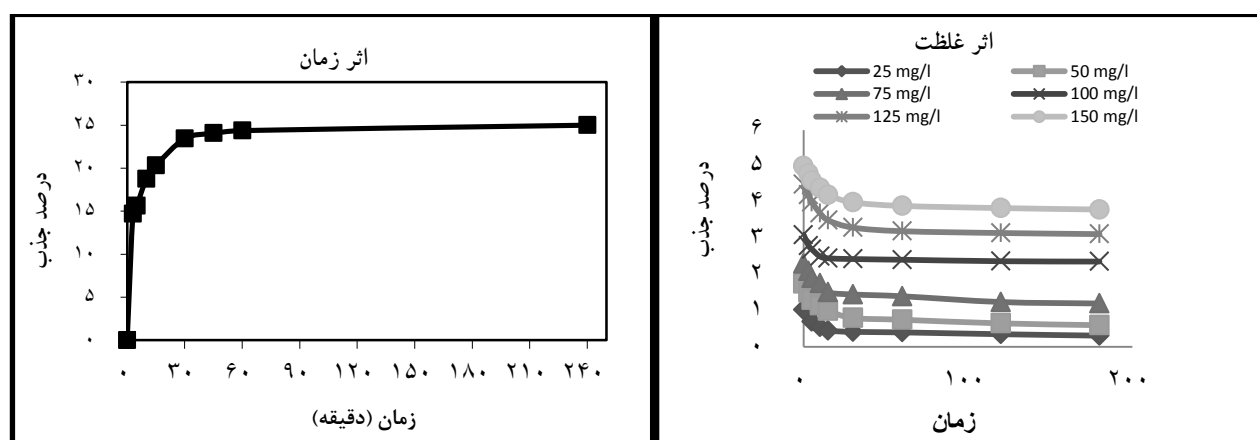 اثر زمان
۳۰
۲۵
۲۰
۱۵
۱۰
۵
۰
درصد جذب
۰ ۳۰ ۶۰ ۹۰ ۱۲۰ ۱۵۰ ۱۸۰ ۲۱۰ ۲۴۰
زمان (دقیقه)
اثر غلظت
25 mg/l 50 mg/l
75 mg/l 100 mg/l
125 mg/l 150 mg/l
۶
۵
۴
۳
۲
۱
۰
درصد جذب
۰ ۱۰۰ ۲۰۰
زمان